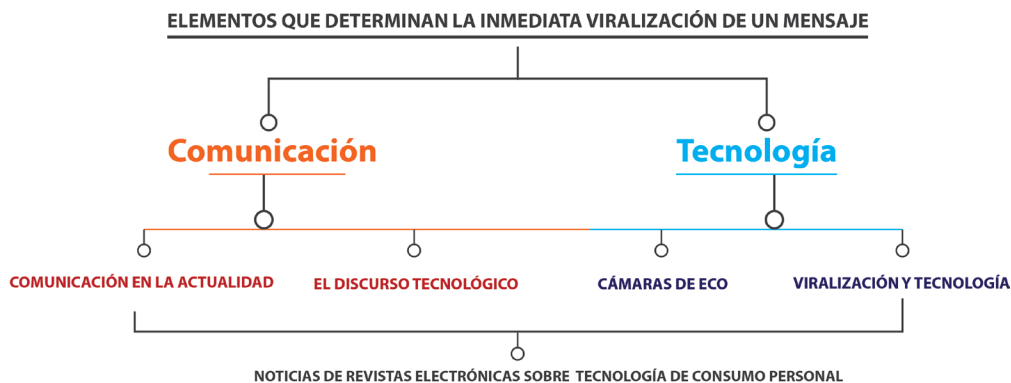 ELEMENTOS QUE DETERMINAN LA INMEDIATA VIRALIZACIÓN DE UN MENSAJE
Comunicación
Tecnología
COMUNICACIÓN EN LA ACTUALIDAD
EL DISCURSO TECNOLÓGICO
CÁMARAS DE ECO
VIRALIZACIÓN Y TECNOLOGÍA
NOTICIAS DE REVISTAS ELECTRÓNICAS SOBRE TECNOLOGÍA DE CONSUMO PERSONAL